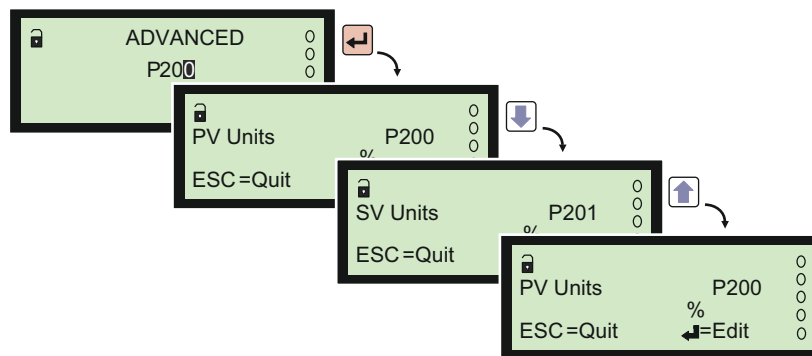 ADVANCED
P200
PV Units P200
%
ESC=Quit
SV Units P201
%
ESC=Quit
PV Units P200
%
ESC=Quit ↵=Edit